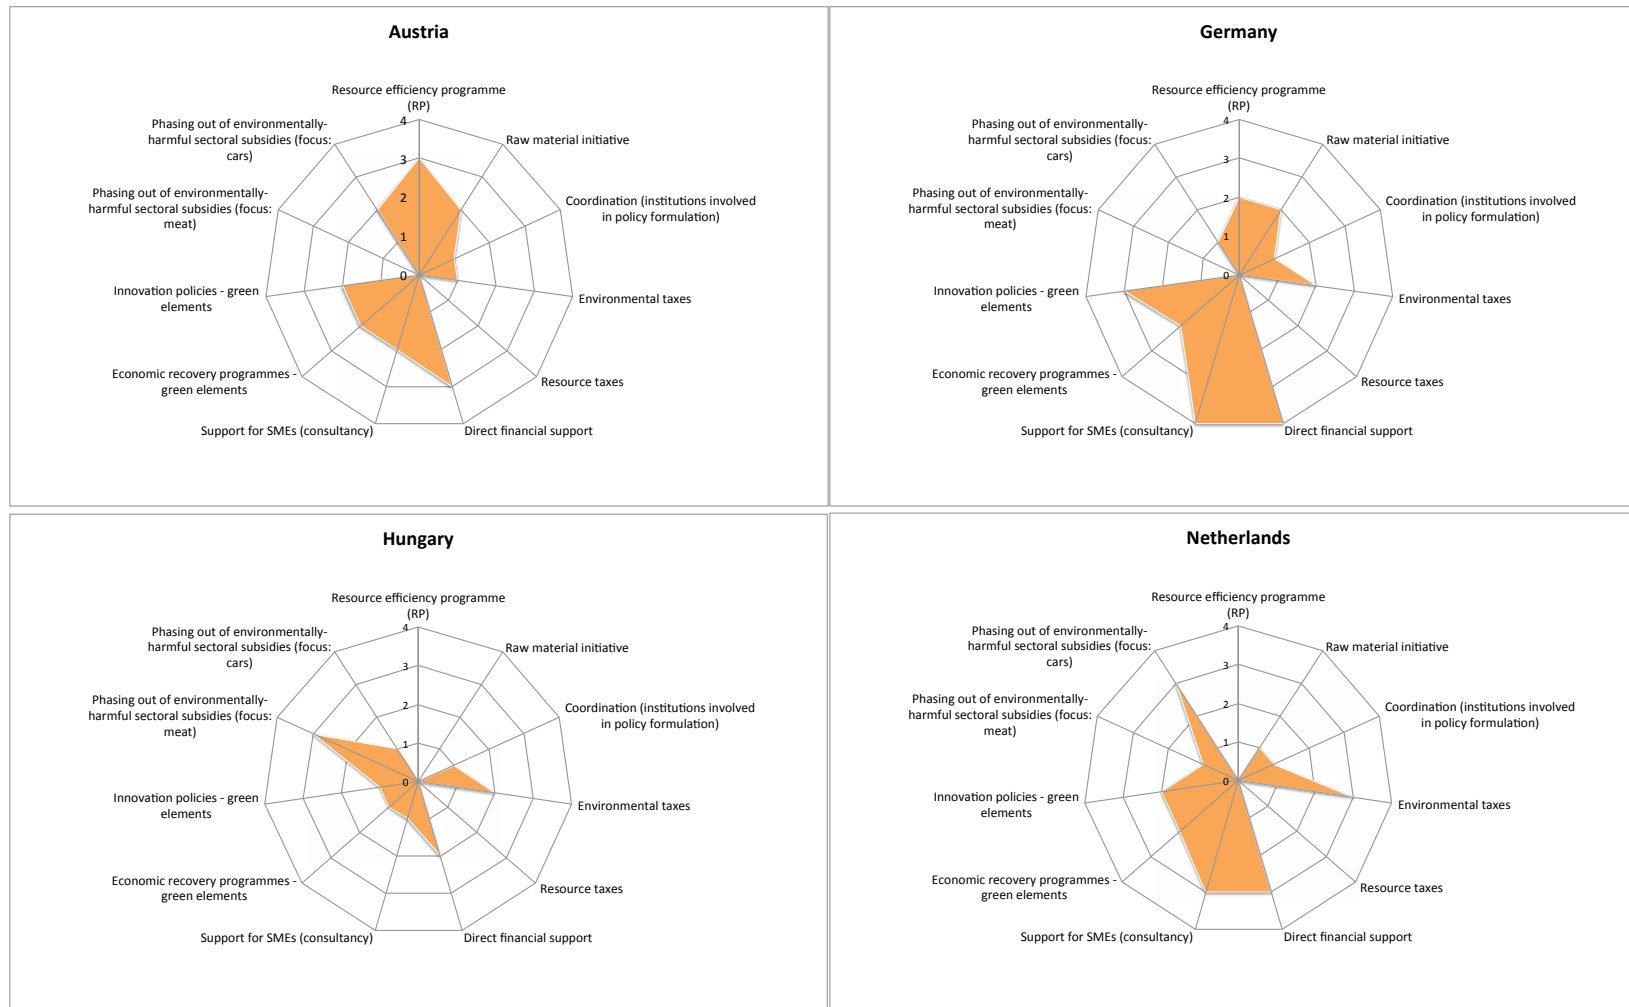 Austria
Resource efficiency programme
(RP)
Phasing out of environmentally-
harmful sectoral subsidies (focus:
cars)
Raw material initiative
Phasing out of environmentally-
harmful sectoral subsidies (focus:
meat)
Coordination (institutions involved
in policy formulation)
Innovation policies - green
elements
Environmental taxes
Economic recovery programmes -
green elements
Resource taxes
Support for SMEs (consultancy)
Direct financial support
4
3
2
1
0
Germany
Resource efficiency programme
(RP)
Phasing out of environmentally-
harmful sectoral subsidies (focus:
cars)
Raw material initiative
Phasing out of environmentally-
harmful sectoral subsidies (focus:
meat)
Coordination (institutions involved
in policy formulation)
Innovation policies - green
elements
Environmental taxes
Economic recovery programmes -
green elements
Resource taxes
Support for SMEs (consultancy)
Direct financial support
4
3
2
1
0
Hungary
Resource efficiency programme
(RP)
Phasing out of environmentally-
harmful sectoral subsidies (focus:
cars)
Raw material initiative
Phasing out of environmentally-
harmful sectoral subsidies (focus:
meat)
Coordination (institutions involved
in policy formulation)
Innovation policies - green
elements
Environmental taxes
Economic recovery programmes -
green elements
Resource taxes
Support for SMEs (consultancy)
Direct financial support
4
3
2
1
0
Netherlands
Resource efficiency programme
(RP)
Phasing out of environmentally-
harmful sectoral subsidies (focus:
cars)
Raw material initiative
Phasing out of environmentally-
harmful sectoral subsidies (focus:
meat)
Coordination (institutions involved
in policy formulation)
Innovation policies - green
elements
Environmental taxes
Economic recovery programmes -
green elements
Resource taxes
Support for SMEs (consultancy)
Direct financial support
4
3
2
1
0